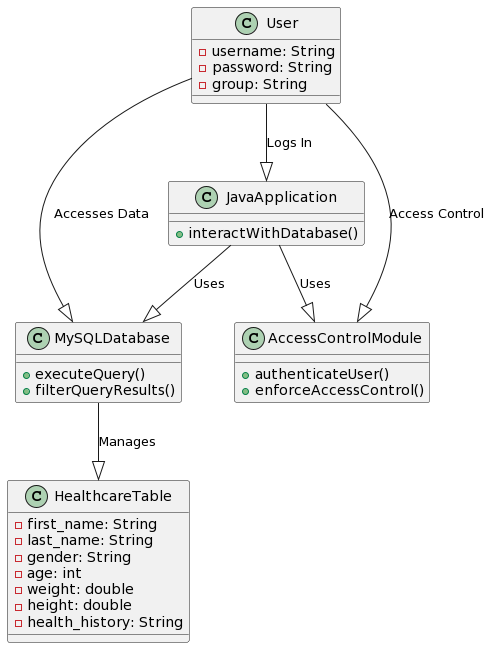 C User
username: String
password: String
group: String
Logs In
Accesses Data
Access Control
C JavaApplication
interactWithDatabase()
Uses
Uses
C MySQLDatabase
executeQuery()
filterQueryResults()
C AccessControlModule
authenticateUser()
enforceAccessControl()
Manages
C HealthcareTable
first_name: String
last_name: String
gender: String
age: int
weight: double
height: double
health_history: String